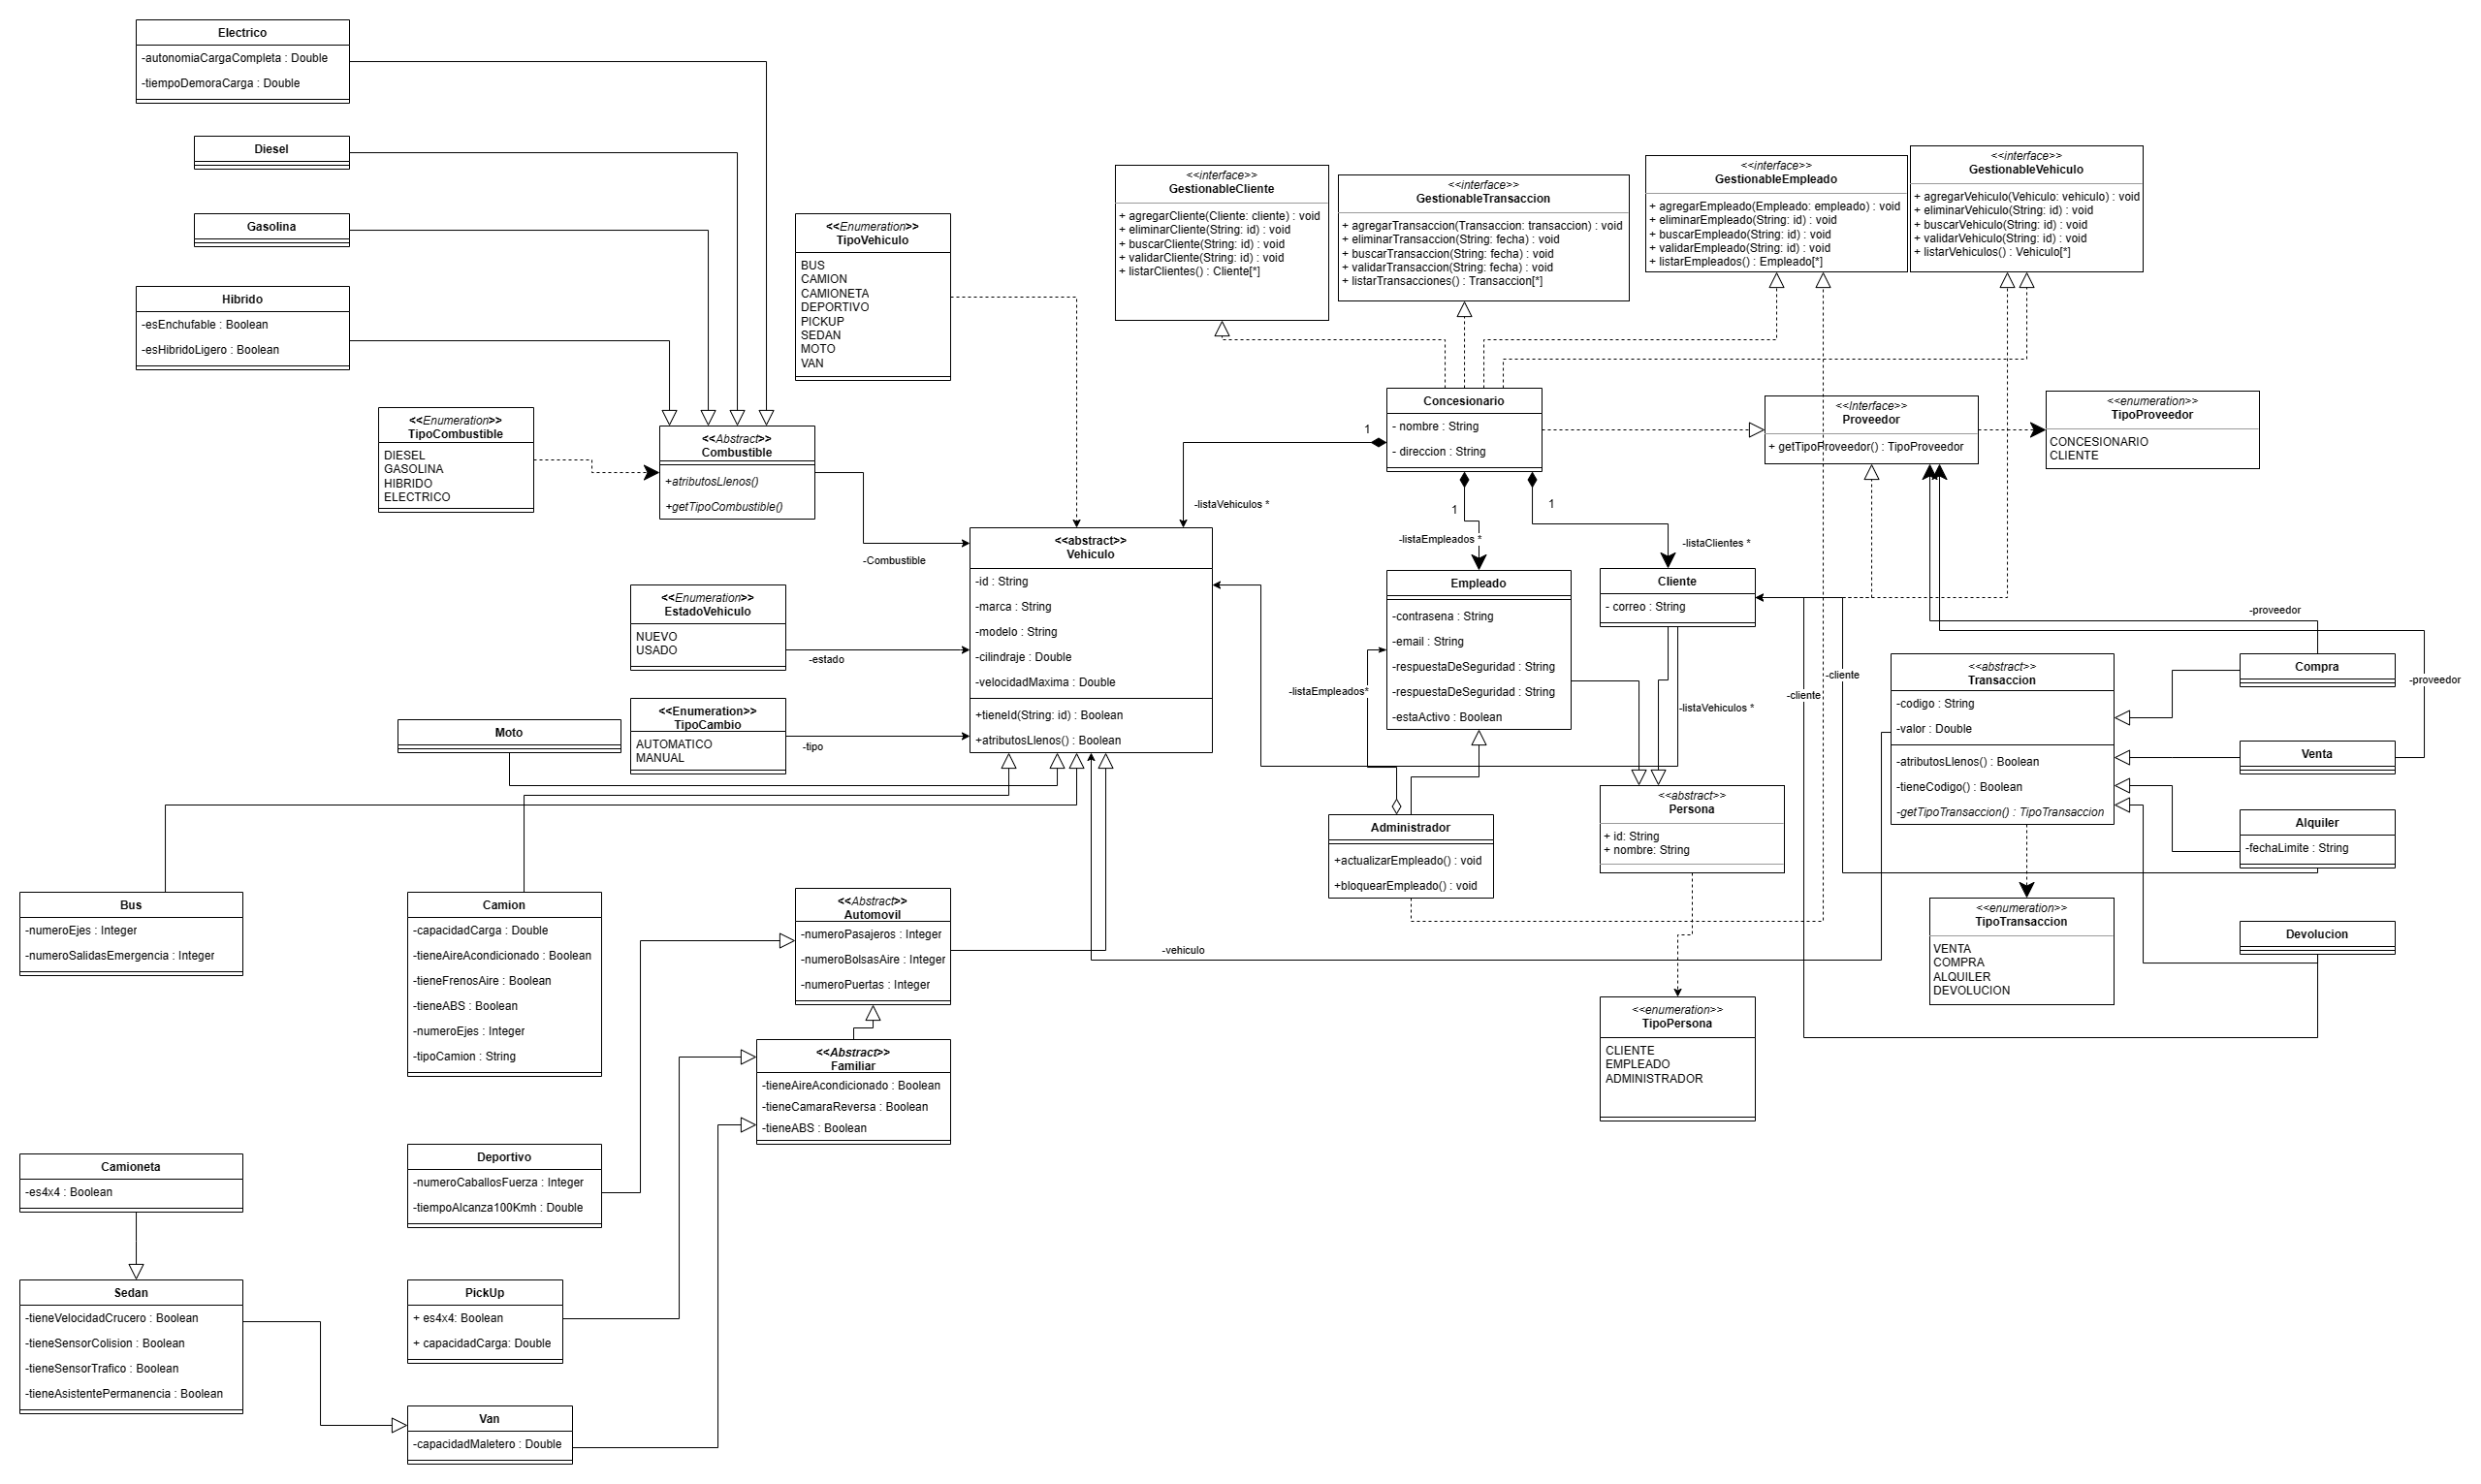 Electrico
-autonomiaCargaCompleta : Double
-tiempoDemoraCarga : Double
Diesel
Gasolina
Hibrido
-esEnchufable : Boolean
-esHibridoLigero : Boolean
<<Enumeration>>
TipoCombustible
DIESEL
GASOLINA
HIBRIDO
ELECTRICO
<<Abstract>>
Combustible
+atributosLlenos()
+getTipoCombustible()
-Combustible
<<Enumeration>>
TipoVehiculo
BUS
CAMION
CAMIONETA
DEPORTIVO
PICKUP
SEDAN
MOTO
VAN
<<interface>>
GestionableCliente
+ agregarCliente(Cliente: cliente) : void
+ eliminarCliente(String: id) : void
+ buscarCliente(String: id) : void
+ validarCliente(String: id) : void
+ listarClientes() : Cliente[*]
<<interface>>
GestionableTransaccion
+ agregarTransaccion(Transaccion: transaccion) : void
+ eliminarTransaccion(String: fecha) : void
+ buscarTransaccion(String: fecha) : void
+ validarTransaccion(String: fecha) : void
+ listarTransacciones() : Transaccion[*]
<<interface>>
GestionableEmpleado
+ agregarEmpleado(Empleado: empleado) : void
+ eliminarEmpleado(String: id) : void
+ buscarEmpleado(String: id) : void
+ validarEmpleado(String: id) : void
+ listarEmpleados() : Empleado[*]
<<interface>>
GestionableVehiculo
+ agregarVehiculo(Vehiculo: vehiculo) : void
+ eliminarVehiculo(String: id) : void
+ buscarVehiculo(String: id) : void
+ validarVehiculo(String: id) : void
+ listarVehiculos() : Vehiculo[*]
Concesionario
- nombre : String
- direccion : String
1
-listaVehiculos *
1
-listaEmpleados *
1
-listaClientes *
<<Interface>>
Proveedor
+ getTipoProveedor() : TipoProveedor
<<enumeration>>
TipoProveedor
CONCESIONARIO
CLIENTE
<<abstract>>
Vehiculo
-id : String
-marca : String
-modelo : String
-cilindraje : Double
-velocidadMaxima : Double
+tieneId(String: id) : Boolean
+atributosLlenos() : Boolean
<<Enumeration>>
EstadoVehiculo
NUEVO
USADO
-estado
<<Enumeration>>
TipoCambio
AUTOMATICO
MANUAL
-tipo
Moto
Empleado
-contrasena : String
-email : String
-respuestaDeSeguridad : String
-respuestaDeSeguridad : String
-estaActivo : Boolean
-listaEmpleados*
Cliente
- correo : String
-listaVehiculos *
-cliente
-cliente
-proveedor
-proveedor
<<abstract>>
Transaccion
-codigo : String
-valor : Double
+atributosLlenos() : Boolean
+tieneCodigo() : Boolean
-getTipoTransaccion() : TipoTransaccion
Compra
Venta
Alquiler
-fechaLimite : String
Devolucion
Administrador
+actualizarEmpleado() : void
+bloquearEmpleado() : void
<<abstract>>
Persona
+ id: String
+ nombre: String
<<enumeration>>
TipoTransaccion
VENTA
COMPRA
ALQUILER
DEVOLUCION
<<enumeration>>
TipoPersona
CLIENTE
EMPLEADO
ADMINISTRADOR
-vehiculo
Bus
-numeroEjes : Integer
-numeroSalidasEmergencia : Integer
Camion
-capacidadCarga : Double
-tieneAireAcondicionado : Boolean
-tieneFrenosAire : Boolean
-tieneABS : Boolean
-numeroEjes : Integer
-tipoCamion : String
<<Abstract>>
Automovil
-numeroPasajeros : Integer
-numeroBolsasAire : Integer
-numeroPuertas : Integer
<<Abstract>>
Familiar
-tieneAireAcondicionado : Boolean
-tieneCamaraReversa : Boolean
-tieneABS : Boolean
Camioneta
-es4x4 : Boolean
Deportivo
-numeroCaballosFuerza : Integer
-tiempoAlcanza100Kmh : Double
Sedan
-tieneVelocidadCrucero : Boolean
-tieneSensorColision : Boolean
-tieneSensorTrafico : Boolean
-tieneAsistentePermanencia : Boolean
PickUp
+ es4x4: Boolean
+ capacidadCarga: Double
Van
-capacidadMaletero : Double